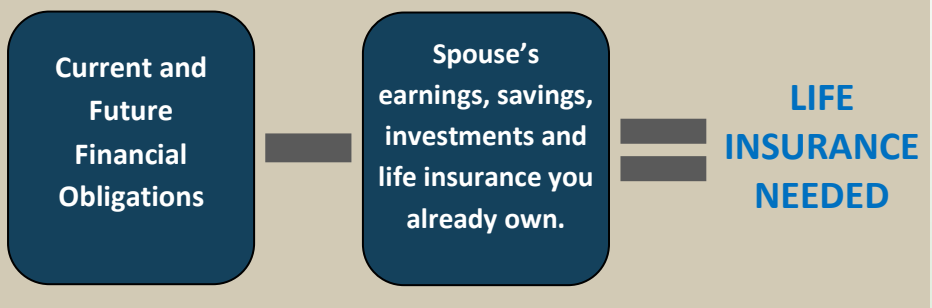 Current and
Future
Financial
Obligations
Spouse’s
earnings, savings,
investments and
life insurance you
already own.
LIFE
INSURANCE
NEEDED